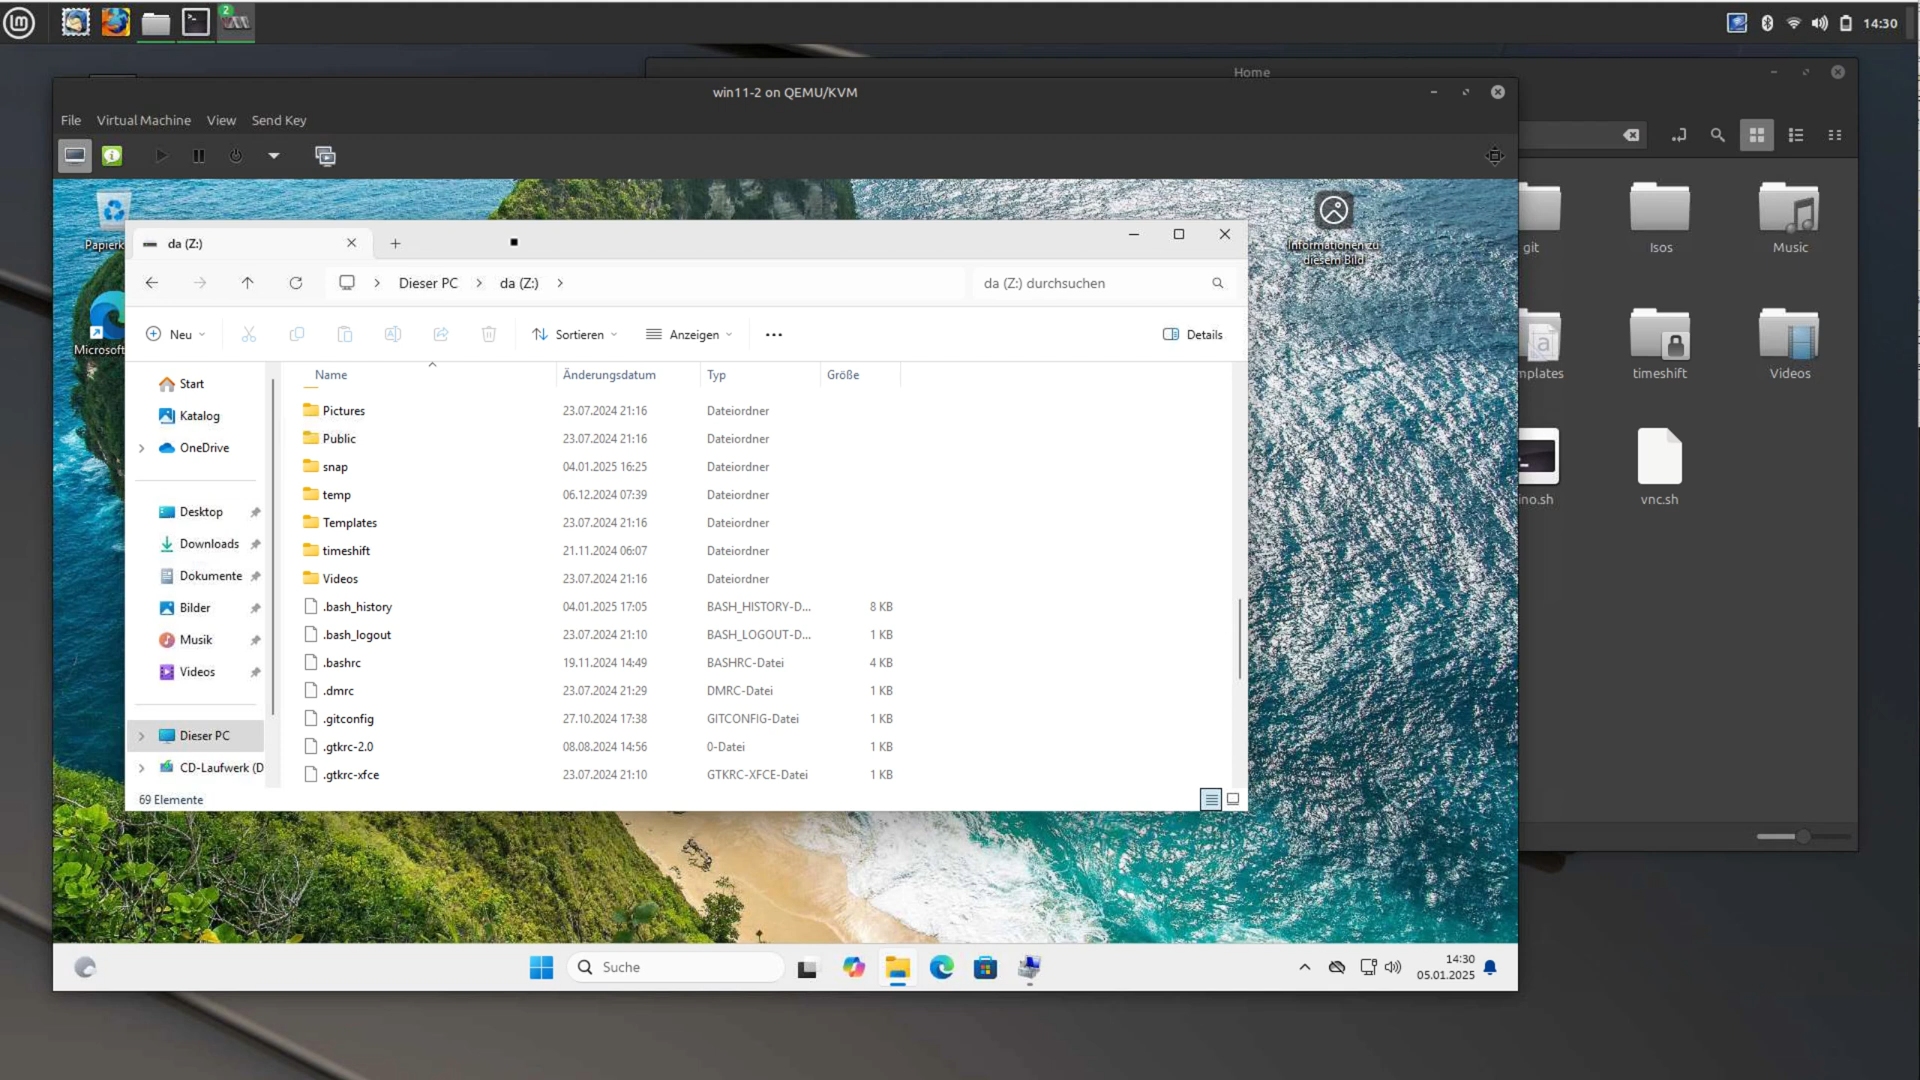 2
14:30
Home
win11-2 on QEMU/KVM
File Virtual Machine View Send Key
git
Isos
Music
timeshift
Videos
vnc.sh
Microsoft
Informationen zu
diesem Bild
da (Z:)
Dieser PC
da (Z:)
da (Z:) durchsuchen
Neu
Sortieren
Anzeigen
Details
Start
Katalog
OneDrive
Desktop
Downloads
Dokumente
Bilder
Musik
Videos
Dieser PC
CD-Laufwerk (D
Name Änderungsdatum Typ Größe
Pictures 23.07.2024 21:16 Dateiordner
Public 23.07.2024 21:16 Dateiordner
snap 04.01.2025 16:25 Dateiordner
temp 06.12.2024 07:39 Dateiordner
Templates 23.07.2024 21:16 Dateiordner
timeshift 21.11.2024 06:07 Dateiordner
Videos 23.07.2024 21:16 Dateiordner
.bash_history 04.01.2025 17:05 BASH_HISTORY-D... 8 KB
.bash_logout 23.07.2024 21:10 BASH_LOGOUT-D... 1 KB
.bashrc 19.11.2024 14:49 BASHRC-Datei 4 KB
.dmrc 23.07.2024 21:29 DMRC-Datei 1 KB
.gitconfig 27.10.2024 17:38 GITCONFIG-Datei 1 KB
.gtkrc-2.0 08.08.2024 14:56 0-Datei 1 KB
.gtkrc-xfce 23.07.2024 21:10 GTKRC-XFCE-Datei 1 KB
69 Elemente
Suche
14:30
05.01.2025